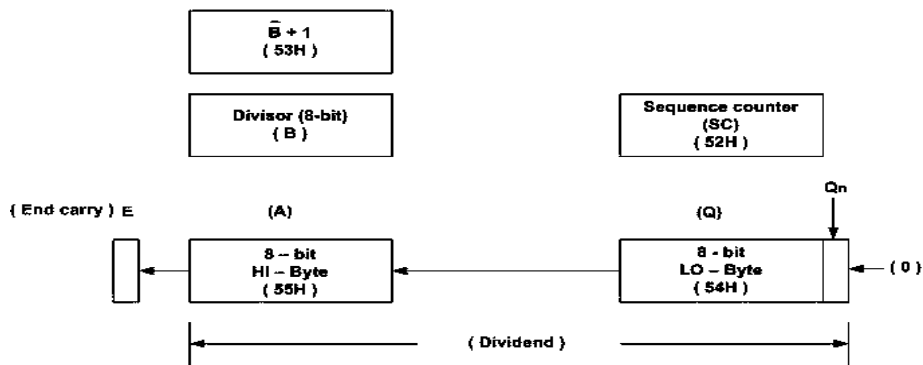 B̄ + 1
( 53H )
Divisor (8-bit)
( B )
Sequence counter
(SC)
( 52H )
Qn
( End carry ) E
(A)
(Q)
8 – bit
HI – Byte
(55H )
8 - bit
LO – Byte
( 54H )
( 0 )
( Dividend )